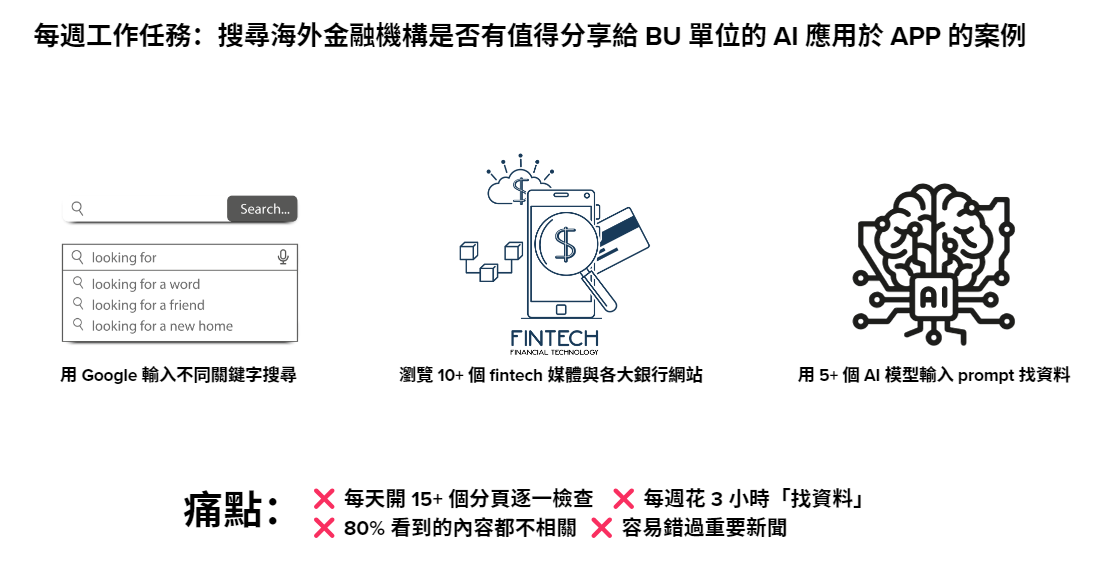 每週工作任務：搜尋海外金融機構是否有值得分享給 BU 單位的 AI 應用於 APP 的案例
Search...
looking for
looking for a word
looking for a friend
looking for a new home
用 Google 輸入不同關鍵字搜尋
FINTECH
FINANCIAL TECHNOLOGY
瀏覽 10+ 個 fintech 媒體與各大銀行網站
AI
用 5+ 個 AI 模型輸入 prompt 找資料
痛點：
❌ 每天開 15+ 個分頁逐一檢查 ❌ 每週花 3 小時「找資料」
❌ 80% 看到的內容都不相關 ❌ 容易錯過重要新聞